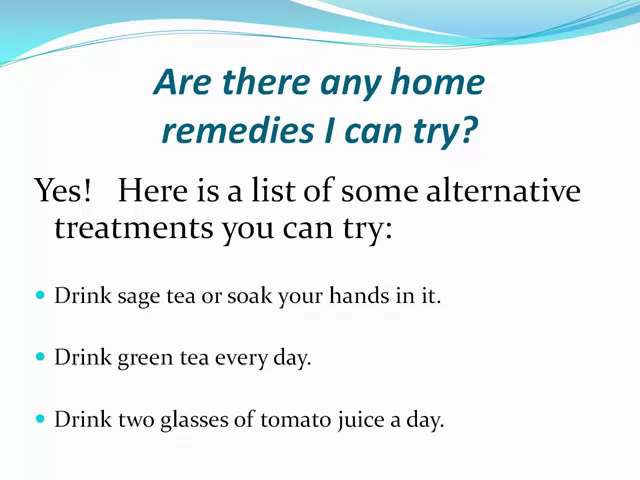 Are there any home
remedies I can try?
Yes!   Here is a list of some alternative
treatments you can try:
• Drink sage tea or soak your hands in it.
• Drink green tea every day.
• Drink two glasses of tomato juice a day.